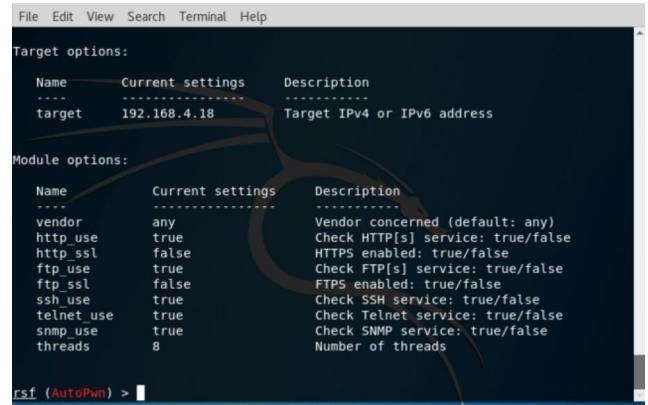 File Edit View Search Terminal Help
Target options:
Name Current settings Description
---- ---------------- -----------
target 192.168.4.18 Target IPv4 or IPv6 address
Module options:
Name Current settings Description
---- ---------------- -----------
vendor any Vendor concerned (default: any)
http_use true Check HTTP[s] service: true/false
http_ssl false HTTPS enabled: true/false
ftp_use true Check FTP[s] service: true/false
ftp_ssl false FTPS enabled: true/false
ssh_use true Check SSH service: true/false
telnet_use true Check Telnet service: true/false
snmp_use true Check SNMP service: true/false
threads 8 Number of threads
rsf (AutoPwn) >